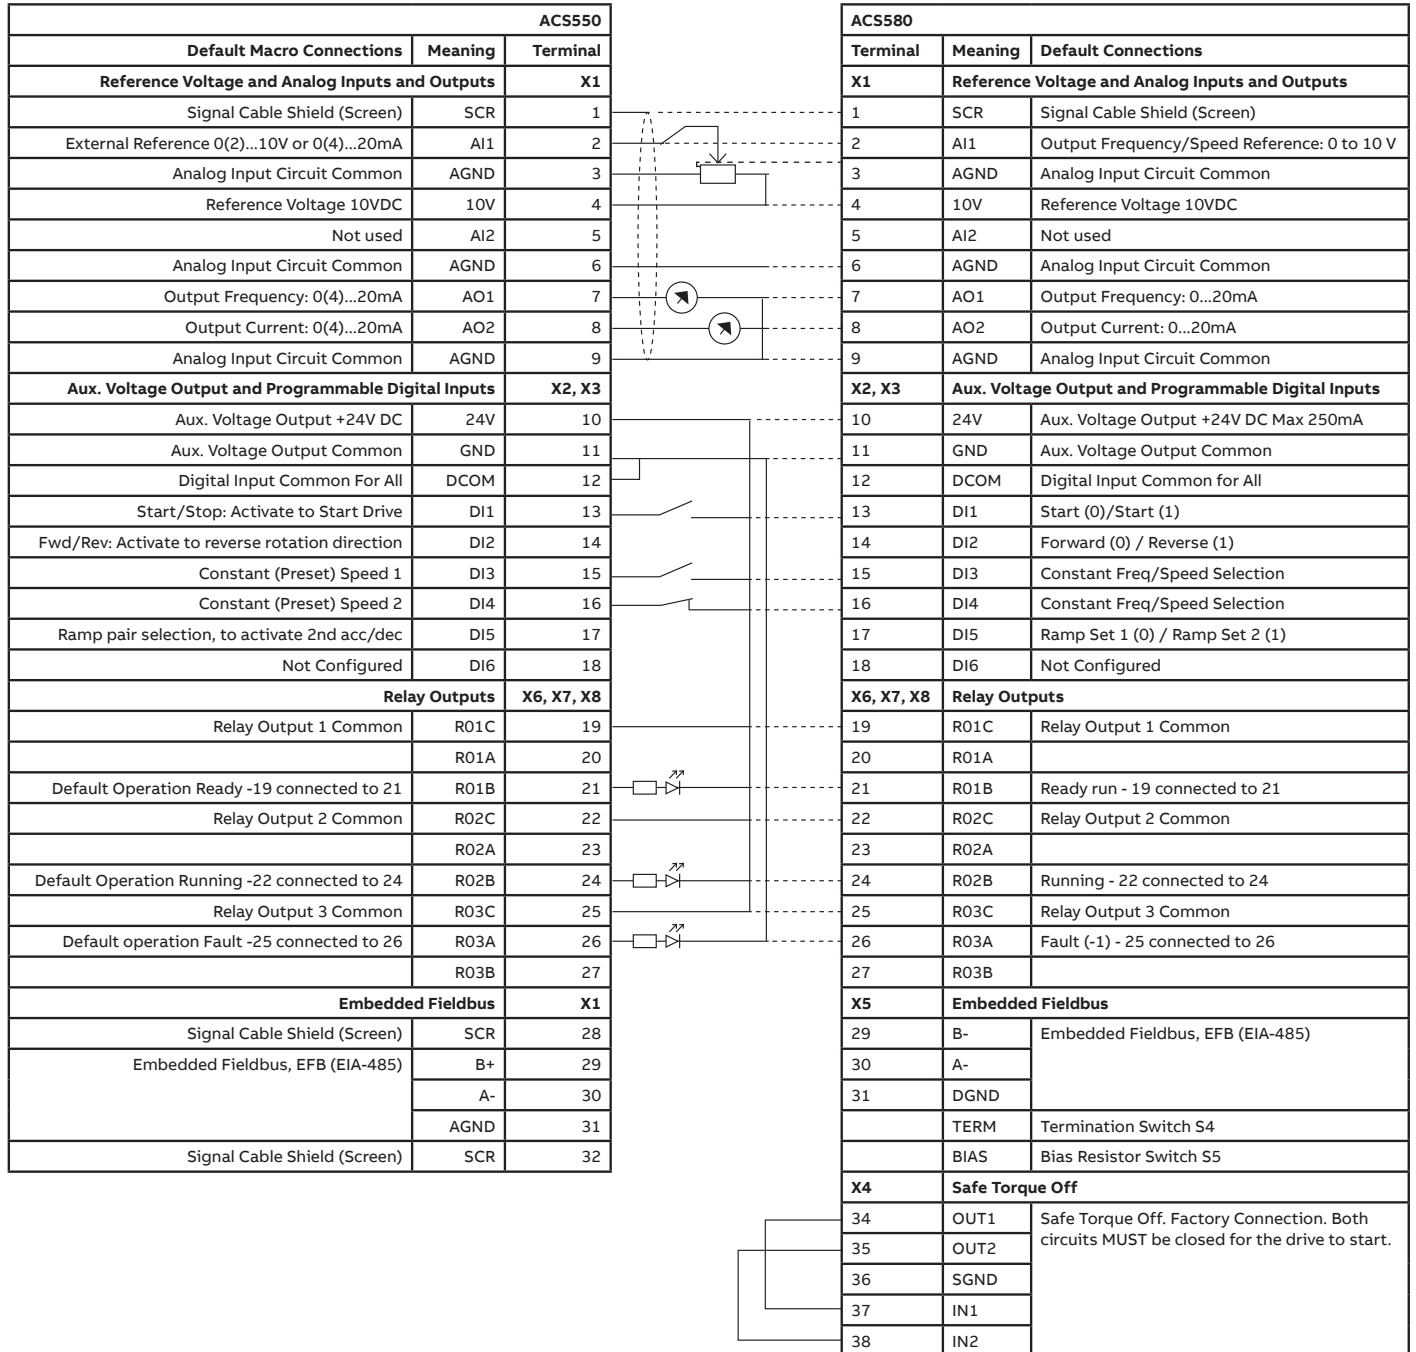 ACS550
Default Macro Connections Meaning Terminal
Reference Voltage and Analog Inputs and Outputs X1
Signal Cable Shield (Screen) SCR 1
External Reference 0(2)...10V or 0(4)...20mA AI1 2
Analog Input Circuit Common AGND 3
Reference Voltage 10VDC 10V 4
Not used AI2 5
Analog Input Circuit Common AGND 6
Output Frequency: 0(4)...20mA AO1 7
Output Current: 0(4)...20mA AO2 8
Analog Input Circuit Common AGND 9
Aux. Voltage Output and Programmable Digital Inputs X2, X3
Aux. Voltage Output +24V DC 24V 10
Aux. Voltage Output Common GND 11
Digital Input Common For All DCOM 12
Start/Stop: Activate to Start Drive DI1 13
Fwd/Rev: Activate to reverse rotation direction DI2 14
Constant (Preset) Speed 1 DI3 15
Constant (Preset) Speed 2 DI4 16
Ramp pair selection, to activate 2nd acc/dec DI5 17
Not Configured DI6 18
Relay Outputs X6, X7, X8
Relay Output 1 Common R01C 19
R01A 20
Default Operation Ready -19 connected to 21 R01B 21
Relay Output 2 Common R02C 22
R02A 23
Default Operation Running -22 connected to 24 R02B 24
Relay Output 3 Common R03C 25
Default operation Fault -25 connected to 26 R03A 26
R03B 27
Embedded Fieldbus X1
Signal Cable Shield (Screen) SCR 28
Embedded Fieldbus, EFB (EIA-485) B+ 29
A- 30
AGND 31
Signal Cable Shield (Screen) SCR 32
ACS580
Terminal Meaning Default Connections
X1 Reference Voltage and Analog Inputs and Outputs
1 SCR Signal Cable Shield (Screen)
2 AI1 Output Frequency/Speed Reference: 0 to 10 V
3 AGND Analog Input Circuit Common
4 10V Reference Voltage 10VDC
5 AI2 Not used
6 AGND Analog Input Circuit Common
7 AO1 Output Frequency: 0...20mA
8 AO2 Output Current: 0...20mA
9 AGND Analog Input Circuit Common
X2, X3 Aux. Voltage Output and Programmable Digital Inputs
10 24V Aux. Voltage Output +24V DC Max 250mA
11 GND Aux. Voltage Output Common
12 DCOM Digital Input Common for All
13 DI1 Start (0)/Start (1)
14 DI2 Forward (0) / Reverse (1)
15 DI3 Constant Freq/Speed Selection
16 DI4 Constant Freq/Speed Selection
17 DI5 Ramp Set 1 (0) / Ramp Set 2 (1)
18 DI6 Not Configured
X6, X7, X8 Relay Outputs
19 R01C Relay Output 1 Common
20 R01A
21 R01B Ready run - 19 connected to 21
22 R02C Relay Output 2 Common
23 R02A
24 R02B Running - 22 connected to 24
25 R03C Relay Output 3 Common
26 R03A Fault (-1) - 25 connected to 26
27 R03B
X5 Embedded Fieldbus
29 B- Embedded Fieldbus, EFB (EIA-485)
30 A-
31 DGND
TERM Termination Switch S4
BIAS Bias Resistor Switch S5
X4 Safe Torque Off
34 OUT1 Safe Torque Off. Factory Connection. Both
35 OUT2 circuits MUST be closed for the drive to start.
36 SGND
37 IN1
38 IN2